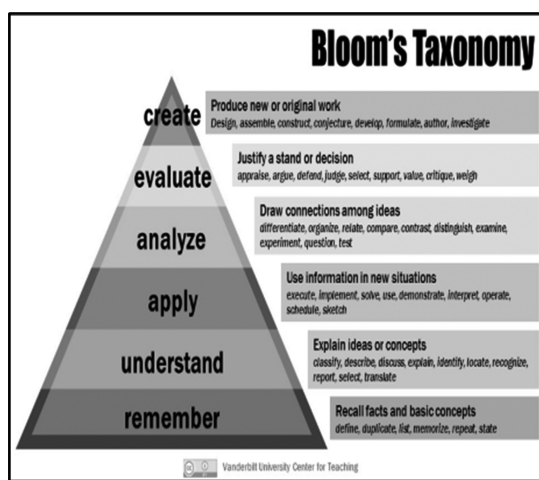 Bloom's Taxonomy
create
Produce new or original work
Design, assemble, construct, conjecture, develop, formulate, author, investigate
evaluate
Justify a stand or decision
appraise, argue, defend, judge, select, support, value, critique, weigh
analyze
Draw connections among ideas
differentiate, organize, relate, compare, contrast, distinguish, examine,
experiment, question, test
apply
Use information in new situations
execute, implement, solve, use, demonstrate, interpret, operate,
schedule, sketch
understand
Explain ideas or concepts
classify, describe, discuss, explain, identify, locate, recognize,
report, select, translate
remember
Recall facts and basic concepts
define, duplicate, list, memorize, repeat, state
Vanderbilt University Center for Teaching